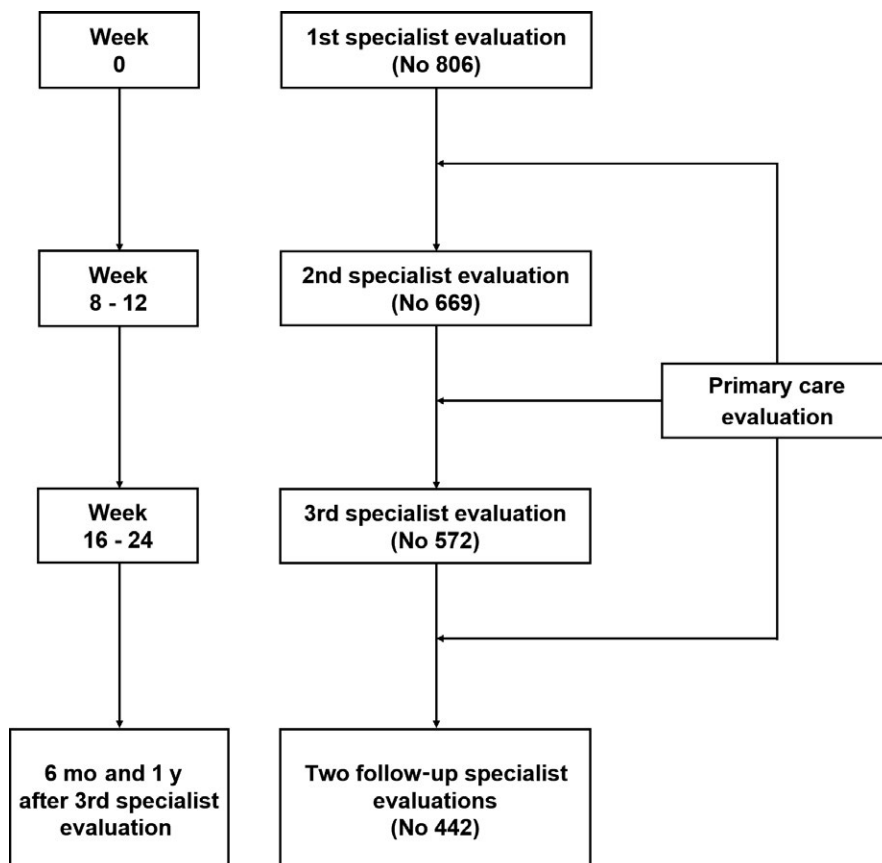 Week
0
1st specialist evaluation
(No 806)
Week
8 - 12
2nd specialist evaluation
(No 669)
Primary care
evaluation
Week
16 - 24
3rd specialist evaluation
(No 572)
6 mo and 1 y
after 3rd specialist
evaluation
Two follow-up specialist
evaluations
(No 442)